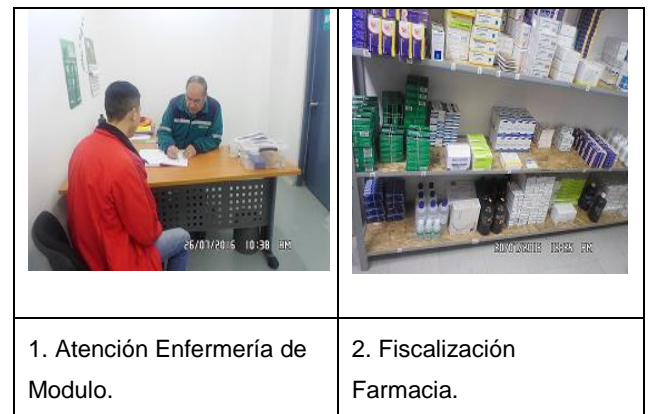 26/07/2016 10:38 AM
1. Atención Enfermería de
Modulo.
2. Fiscalización
Farmacia.